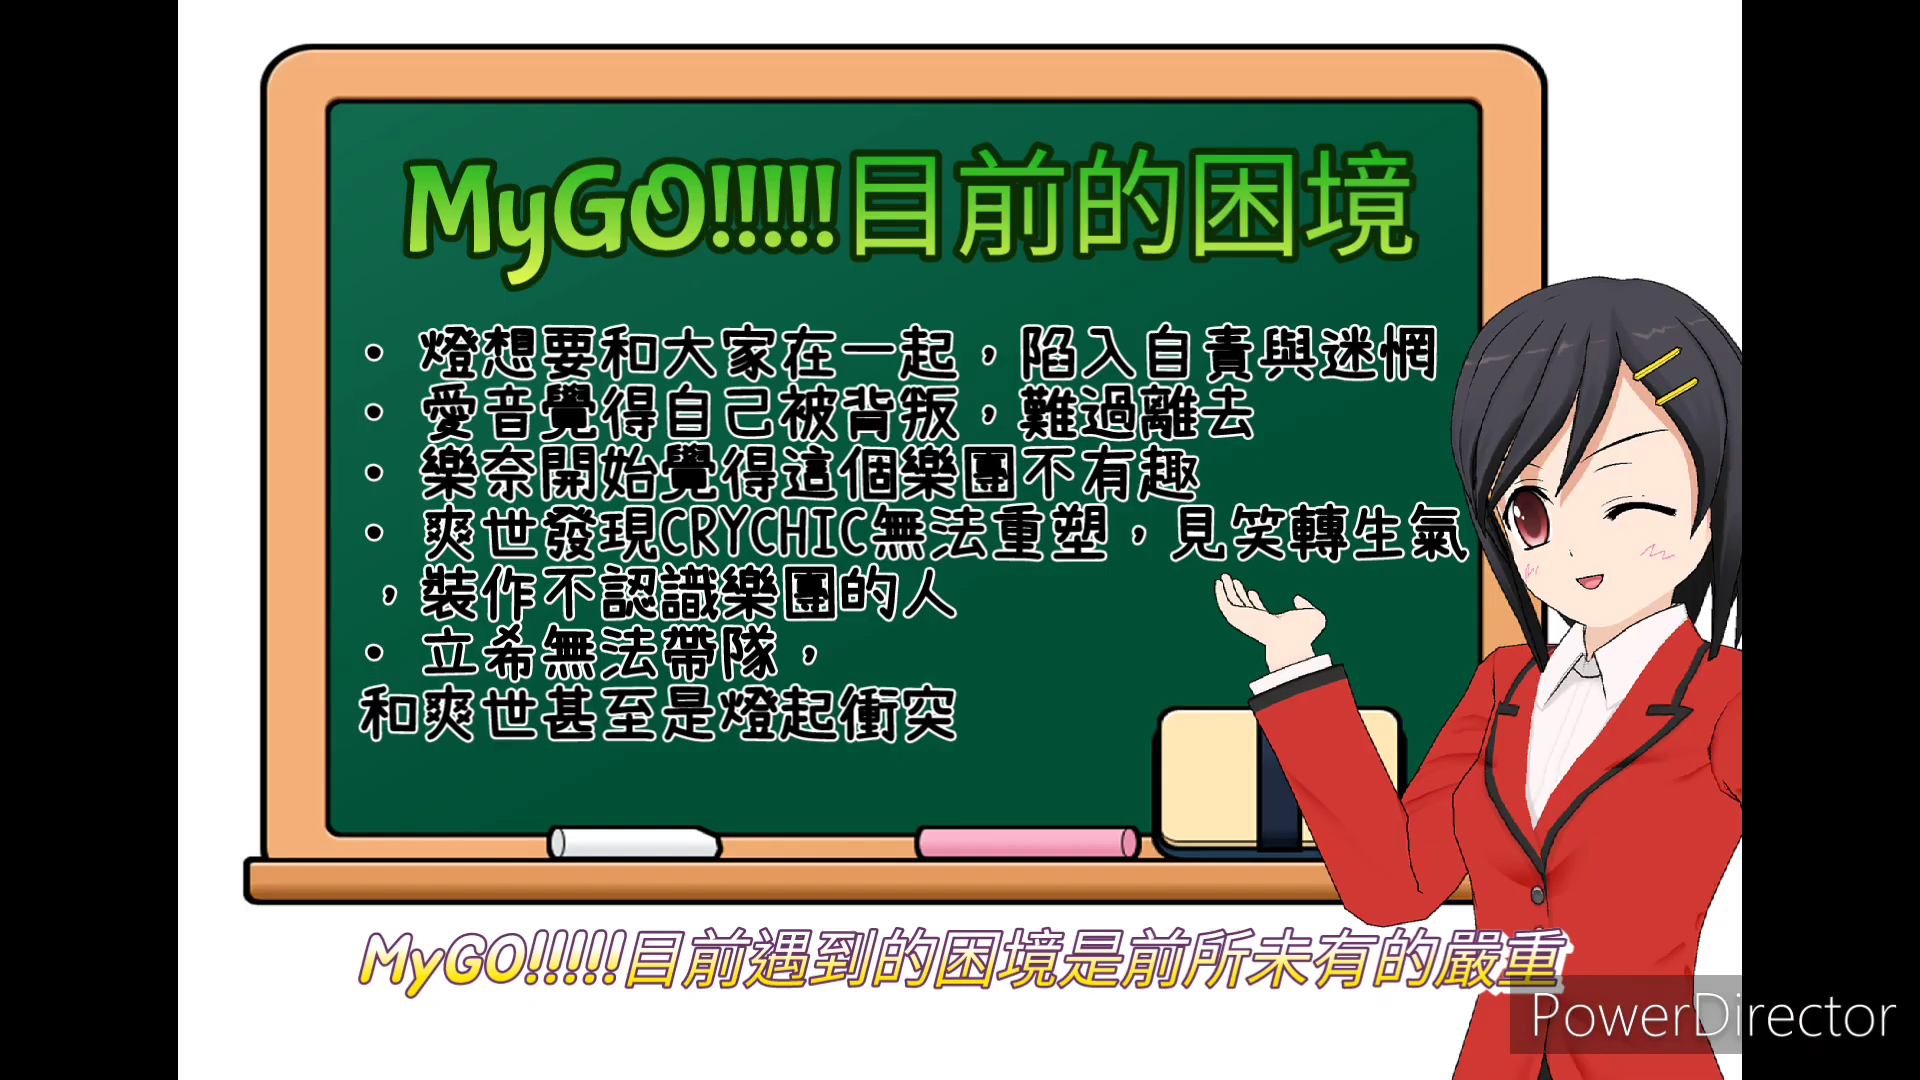 MyGO!!!!!目前的困境
• 燈想要和大家在一起，陷入自責與迷惘
• 愛音覺得自己被背叛，難過離去
• 樂奈開始覺得這個樂團不有趣
• 爽世發現CRYCHIC無法重塑，見笑轉生氣
，裝作不認識樂團的人
• 立希無法帶隊，
和爽世甚至是燈起衝突
MyGO!!!!!目前遇到的困境是前所未有的嚴重
PowerDirector